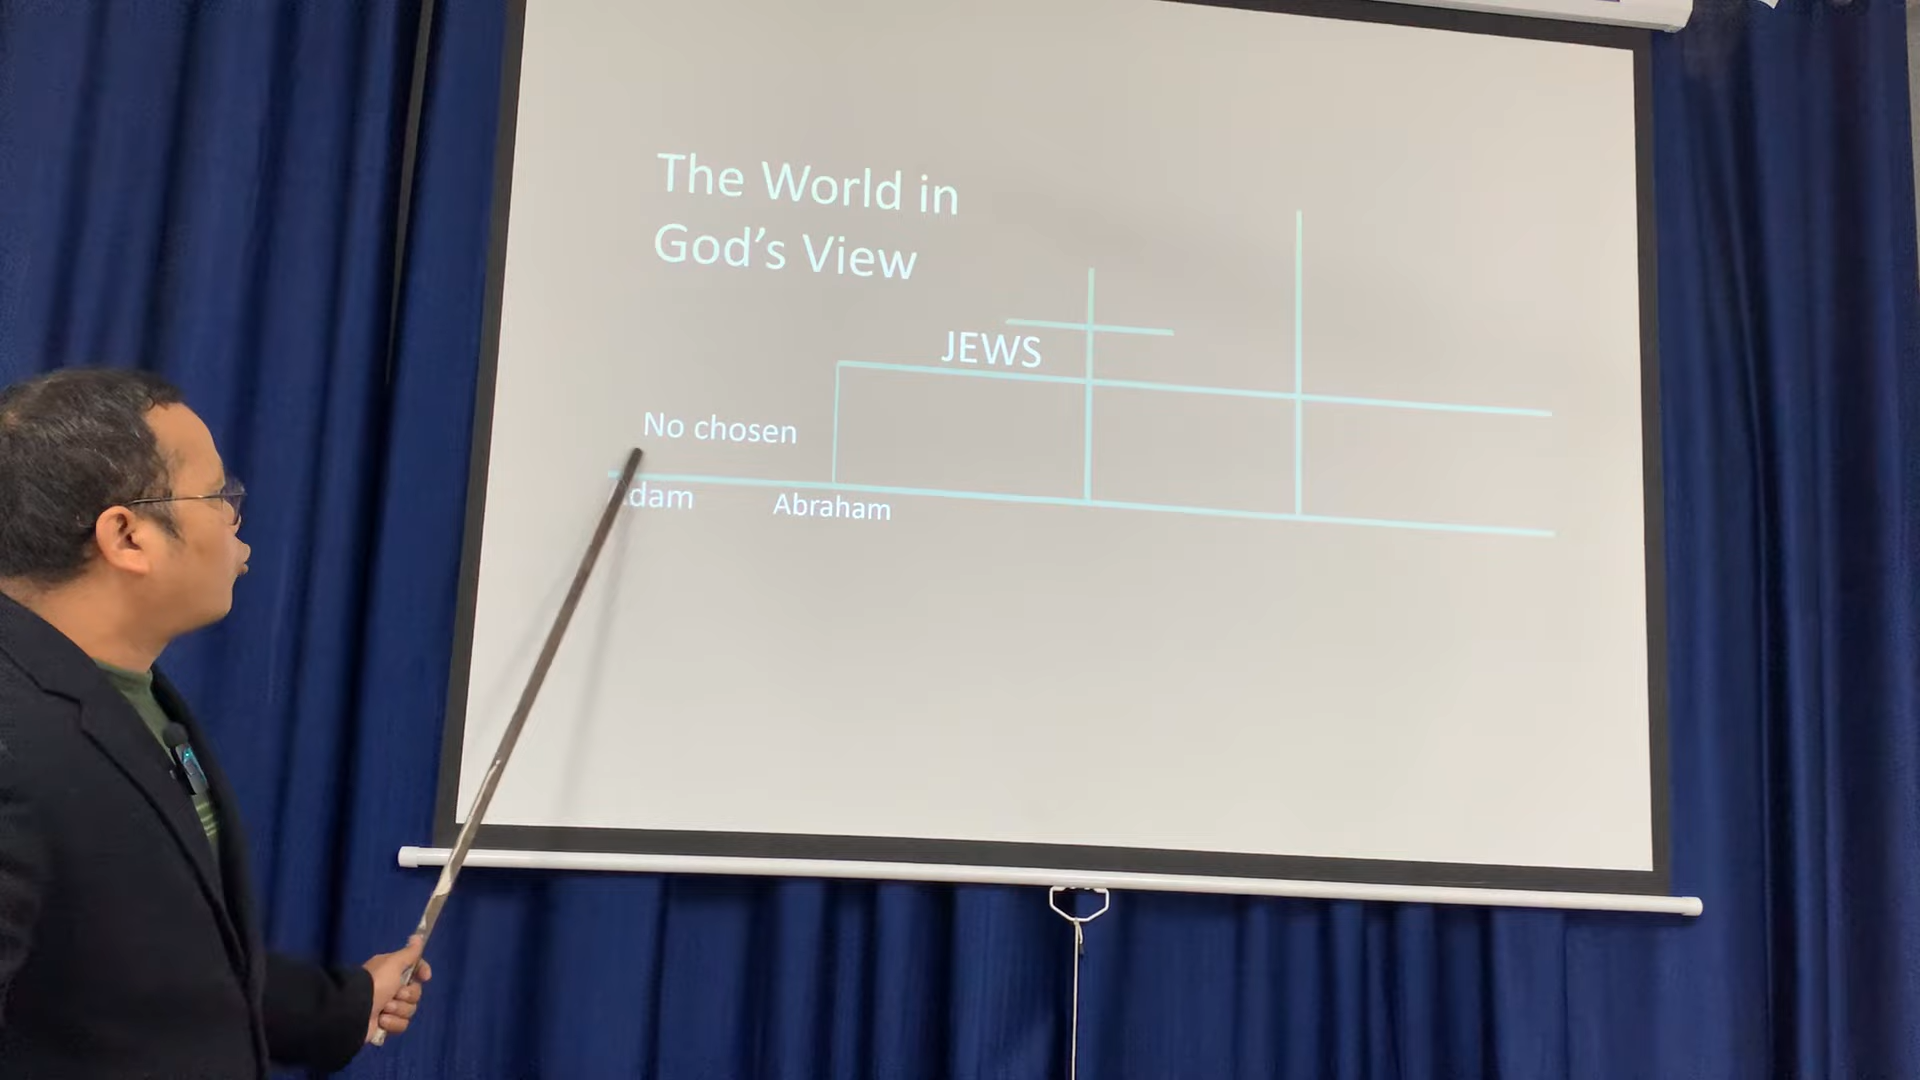 The World in
God's View
JEWS
No chosen
dam
Abraham